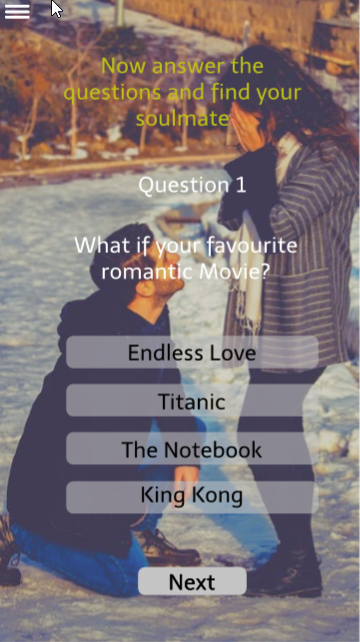 Now answer the
questions and find your
soulmate
Question 1
What if your favourite
romantic Movie?
Endless Love
Titanic
The Notebook
King Kong
Next